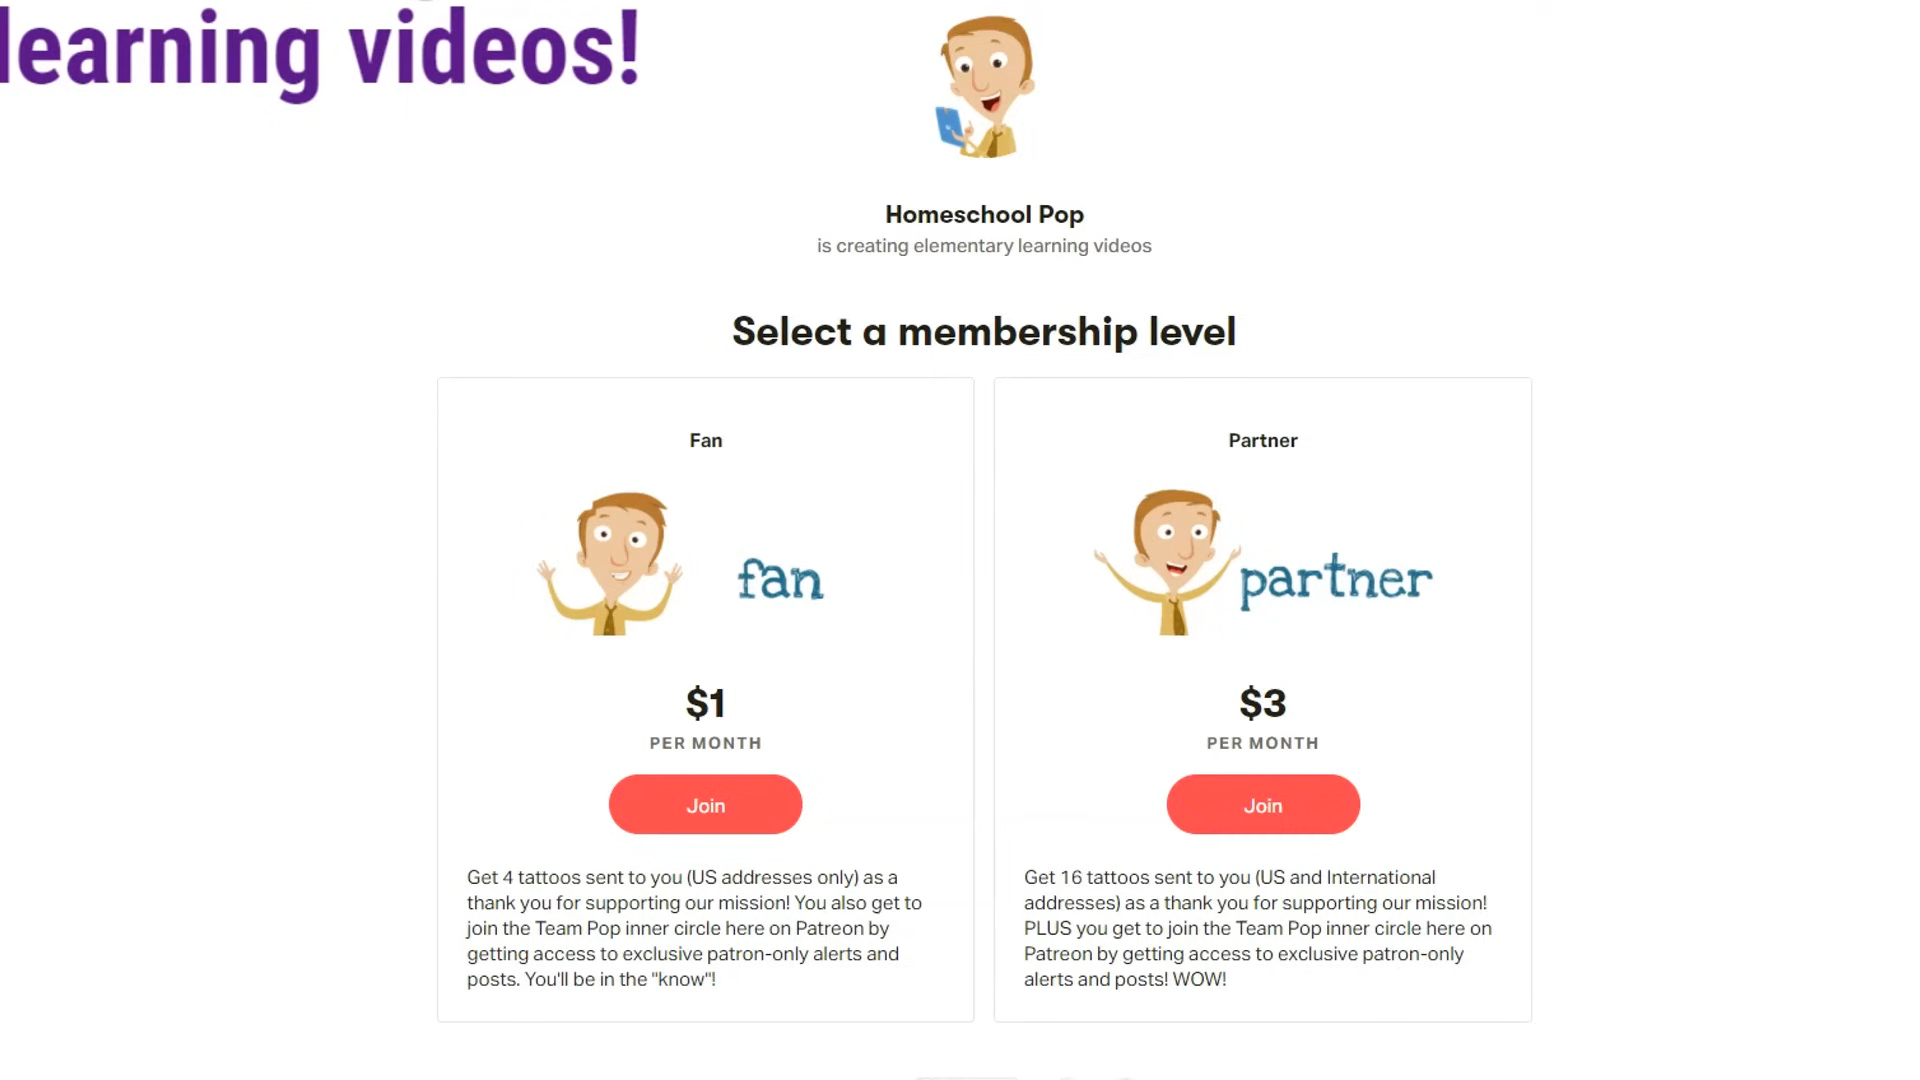 learning videos!
Homeschool Pop
is creating elementary learning videos
Select a membership level
Fan
fan
$1
PER MONTH
Join
Get 4 tattoos sent to you (US addresses only) as a
thank you for supporting our mission! You also get to
join the Team Pop inner circle here on Patreon by
getting access to exclusive patron-only alerts and
posts. You'll be in the "know"!
Partner
partner
$3
PER MONTH
Join
Get 16 tattoos sent to you (US and International
addresses) as a thank you for supporting our mission!
PLUS you get to join the Team Pop inner circle here on
Patreon by getting access to exclusive patron-only
alerts and posts! WOW!